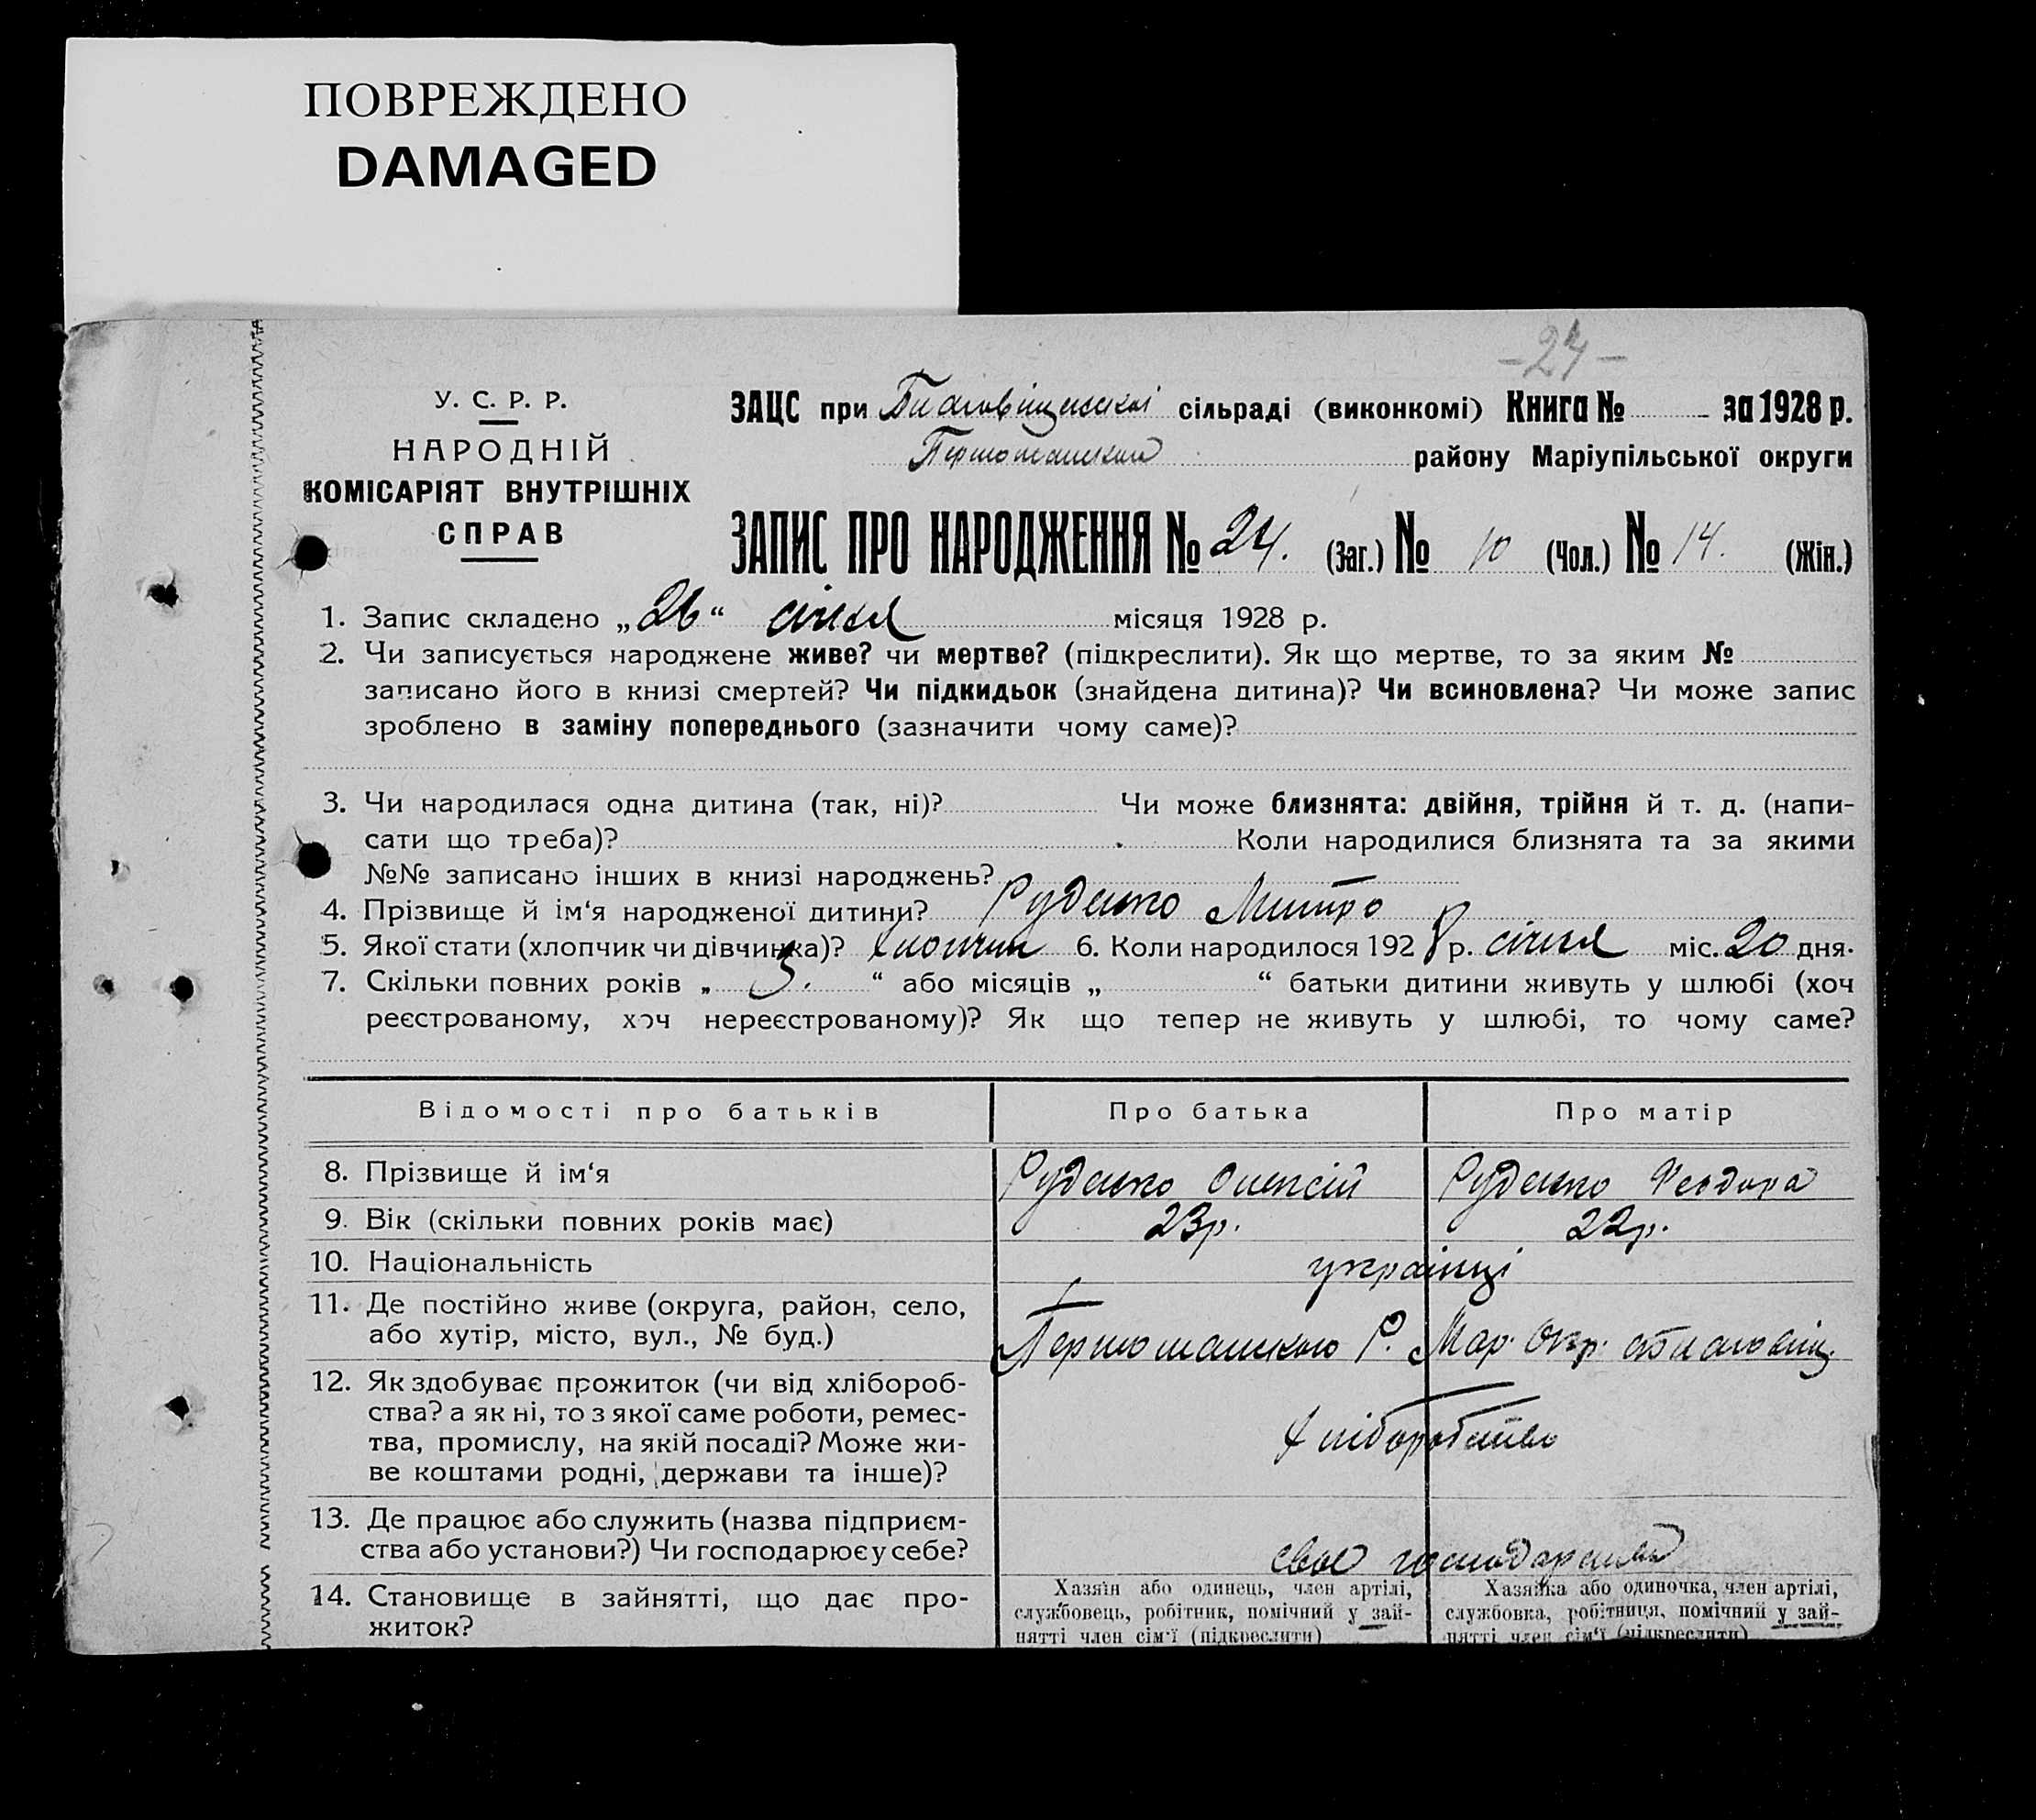 ПОВРЕЖДЕНО
DAMAGED
-24-
У. С. Р. Р.
НАРОДНІЙ
КОМІСАРІЯТ ВНУТРІШНІХ
СПРАВ
ЗАЦС при сільраді (виконкомі) Книга № за 1928 р.
району Маріупільської округи
ЗАПИС ПРО НАРОДЖЕННЯ № 24. (Заг.) № 10 (Чол.) № 14. (Жін.)
1. Запис складено „26“ січня місяця 1928 р.
2. Чи записується народжене живе? чи мертве? (підкреслити). Як що мертве, то за яким №
записано його в книзі смертей? Чи підкидьок (знайдена дитина)? Чи всиновлена? Чи може запис
зроблено в заміну попереднього (зазначити чому саме)?
3. Чи народилася одна дитина (так, ні)? Чи може близнята: двійня, трійня й т. д. (напи-
сати що треба)? Коли народилися близнята та за якими
№№ записано інших в книзі народжень?
4. Прізвище й ім‘я народженої дитини? Руденко Митро
5. Якої стати (хлопчик чи дівчинка)? 6. Коли народилося 1928 р. січня міс. 20 дня.
7. Скільки повних років „ 3. “ або місяців „ “ батьки дитини живуть у шлюбі (хоч
реєстрованому, хоч нереєстрованому)? Як що тепер не живуть у шлюбі, то чому саме?
Відомості про батьків Про батька Про матір
8. Прізвище й ім‘я Руденко Олексій Руденко Феодора
9. Вік (скільки повних років має) 23р. 22р.
10. Національність українці
11. Де постійно живе (округа, район, село,
або хутір, місто, вул., № буд.) Р. Мар. Окр.
12. Як здобуває прожиток (чи від хлібороб-
ства? а як ні, то з якої саме роботи, ремес-
тва, промислу, на якій посаді? Може жи-
ве коштами родні, держави та інше)? хліборобство
13. Де працює або служить (назва підприєм-
ства або установи?) Чи господарює у себе? своє господарство
14. Становище в зайнятті, що дає про-
житок?
Хазяїн або одинець, член артілі,
службовець, робітник, помічний у зай-
нятті член сім‘ї (підкреслити)
Хазяйка або одиночка, член артілі,
службовка, робітниця, помічний у зай-
нятті член сім‘ї (підкреслити)